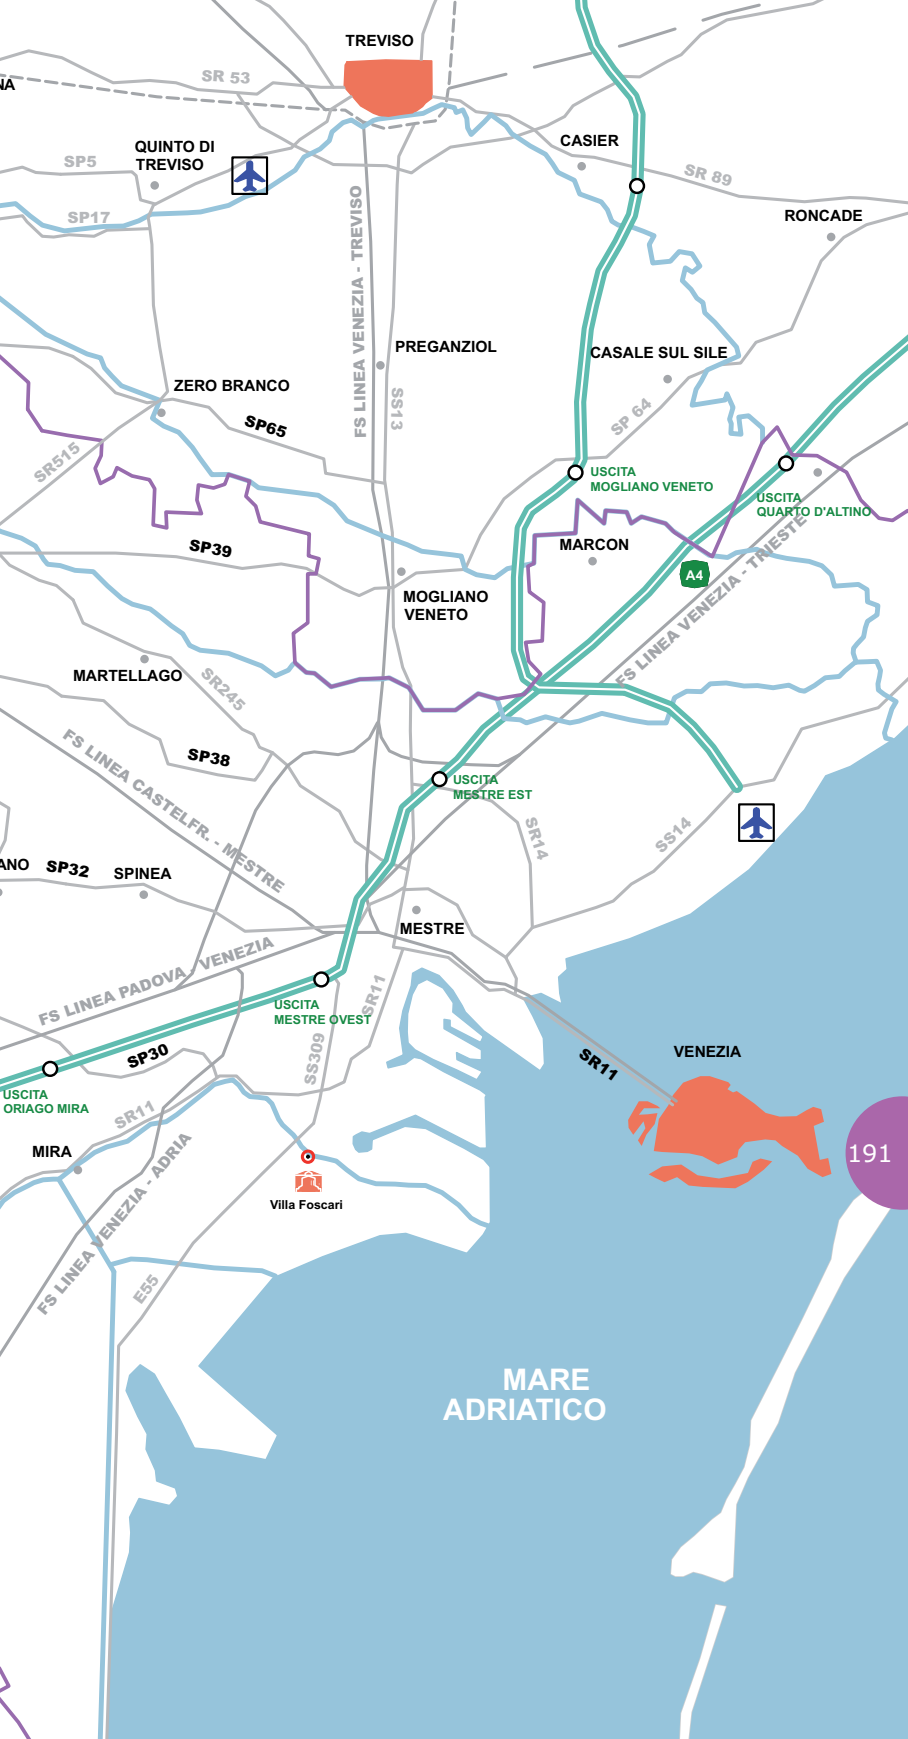 TREVISO
NA
SR 53
CASIER
QUINTO DI
TREVISO
SP5
SR 89
SP17
RONCADE
FS LINEA VENEZIA - TREVISO
PREGANZIOL
CASALE SUL SILE
ZERO BRANCO
SS13
SP 64
SP65
SR515
USCITA
MOGLIANO VENETO
USCITA
QUARTO D'ALTINO
SP39
MARCON
A4
FS LINEA VENEZIA - TRIESTE
MOGLIANO
VENETO
MARTELLAGO
SR245
FS LINEA CASTELFR. - MESTRE
SP38
USCITA
MESTRE EST
SR14
SS14
ANO
SP32
SPINEA
MESTRE
FS LINEA PADOVA - VENEZIA
SR11
USCITA
MESTRE OVEST
SS309
SP30
SR11
VENEZIA
USCITA
ORIAGO MIRA
SR11
MIRA
191
FS LINEA VENEZIA - ADRIA
Villa Foscari
E55
MARE
ADRIATICO